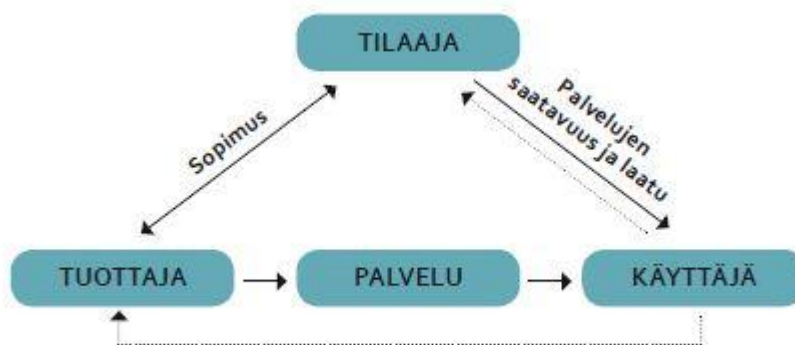 TILAAJA
Sopimus
Palvelujen
saatavuus ja laatu
TUOTTAJA
PALVELU
KÄYTTÄJÄ